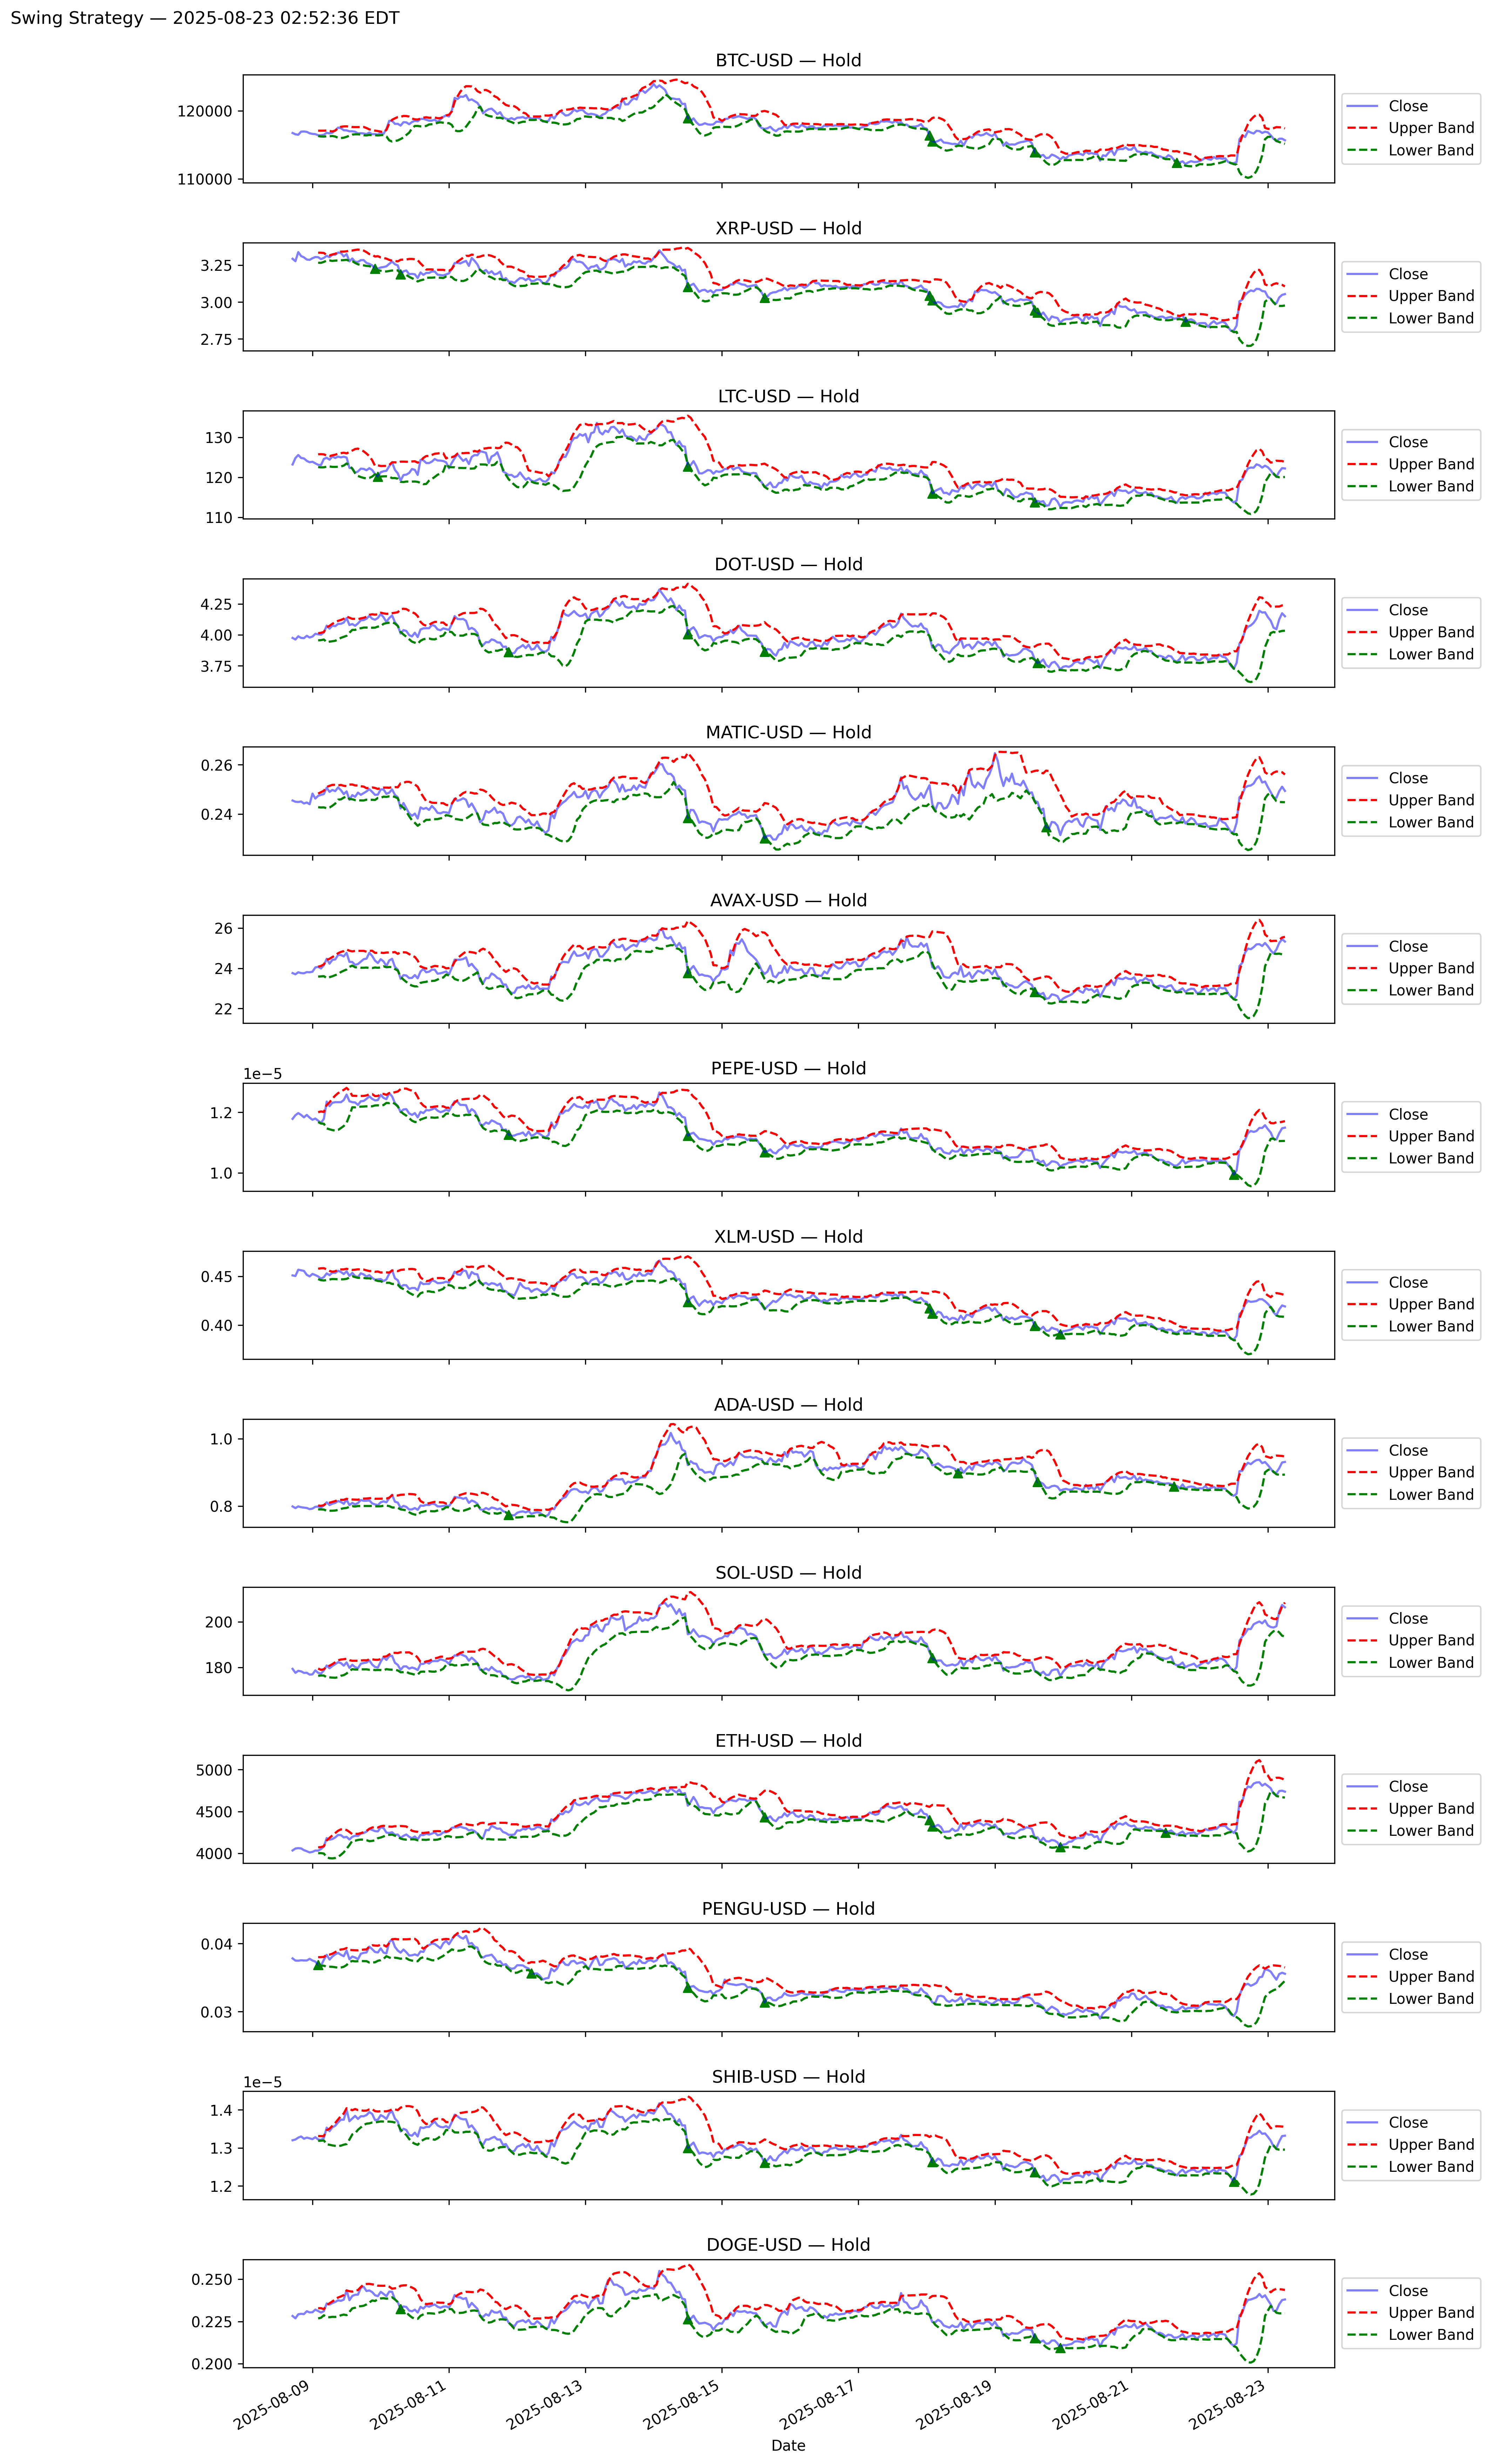 Swing Strategy — 2025-08-23 02:52:36 EDT
BTC-USD — Hold
120000
110000
Close
Upper Band
Lower Band
XRP-USD — Hold
3.25
3.00
2.75
Close
Upper Band
Lower Band
LTC-USD — Hold
130
120
110
Close
Upper Band
Lower Band
DOT-USD — Hold
4.25
4.00
3.75
Close
Upper Band
Lower Band
MATIC-USD — Hold
0.26
0.24
Close
Upper Band
Lower Band
AVAX-USD — Hold
26
24
22
Close
Upper Band
Lower Band
PEPE-USD — Hold
1e−5
1.2
1.0
Close
Upper Band
Lower Band
XLM-USD — Hold
0.45
0.40
Close
Upper Band
Lower Band
ADA-USD — Hold
1.0
0.8
Close
Upper Band
Lower Band
SOL-USD — Hold
200
180
Close
Upper Band
Lower Band
ETH-USD — Hold
5000
4500
4000
Close
Upper Band
Lower Band
PENGU-USD — Hold
0.04
0.03
Close
Upper Band
Lower Band
SHIB-USD — Hold
1e−5
1.4
1.3
1.2
Close
Upper Band
Lower Band
DOGE-USD — Hold
0.250
0.225
0.200
Close
Upper Band
Lower Band
2025-08-09
2025-08-11
2025-08-13
2025-08-15
2025-08-17
2025-08-19
2025-08-21
2025-08-23
Date